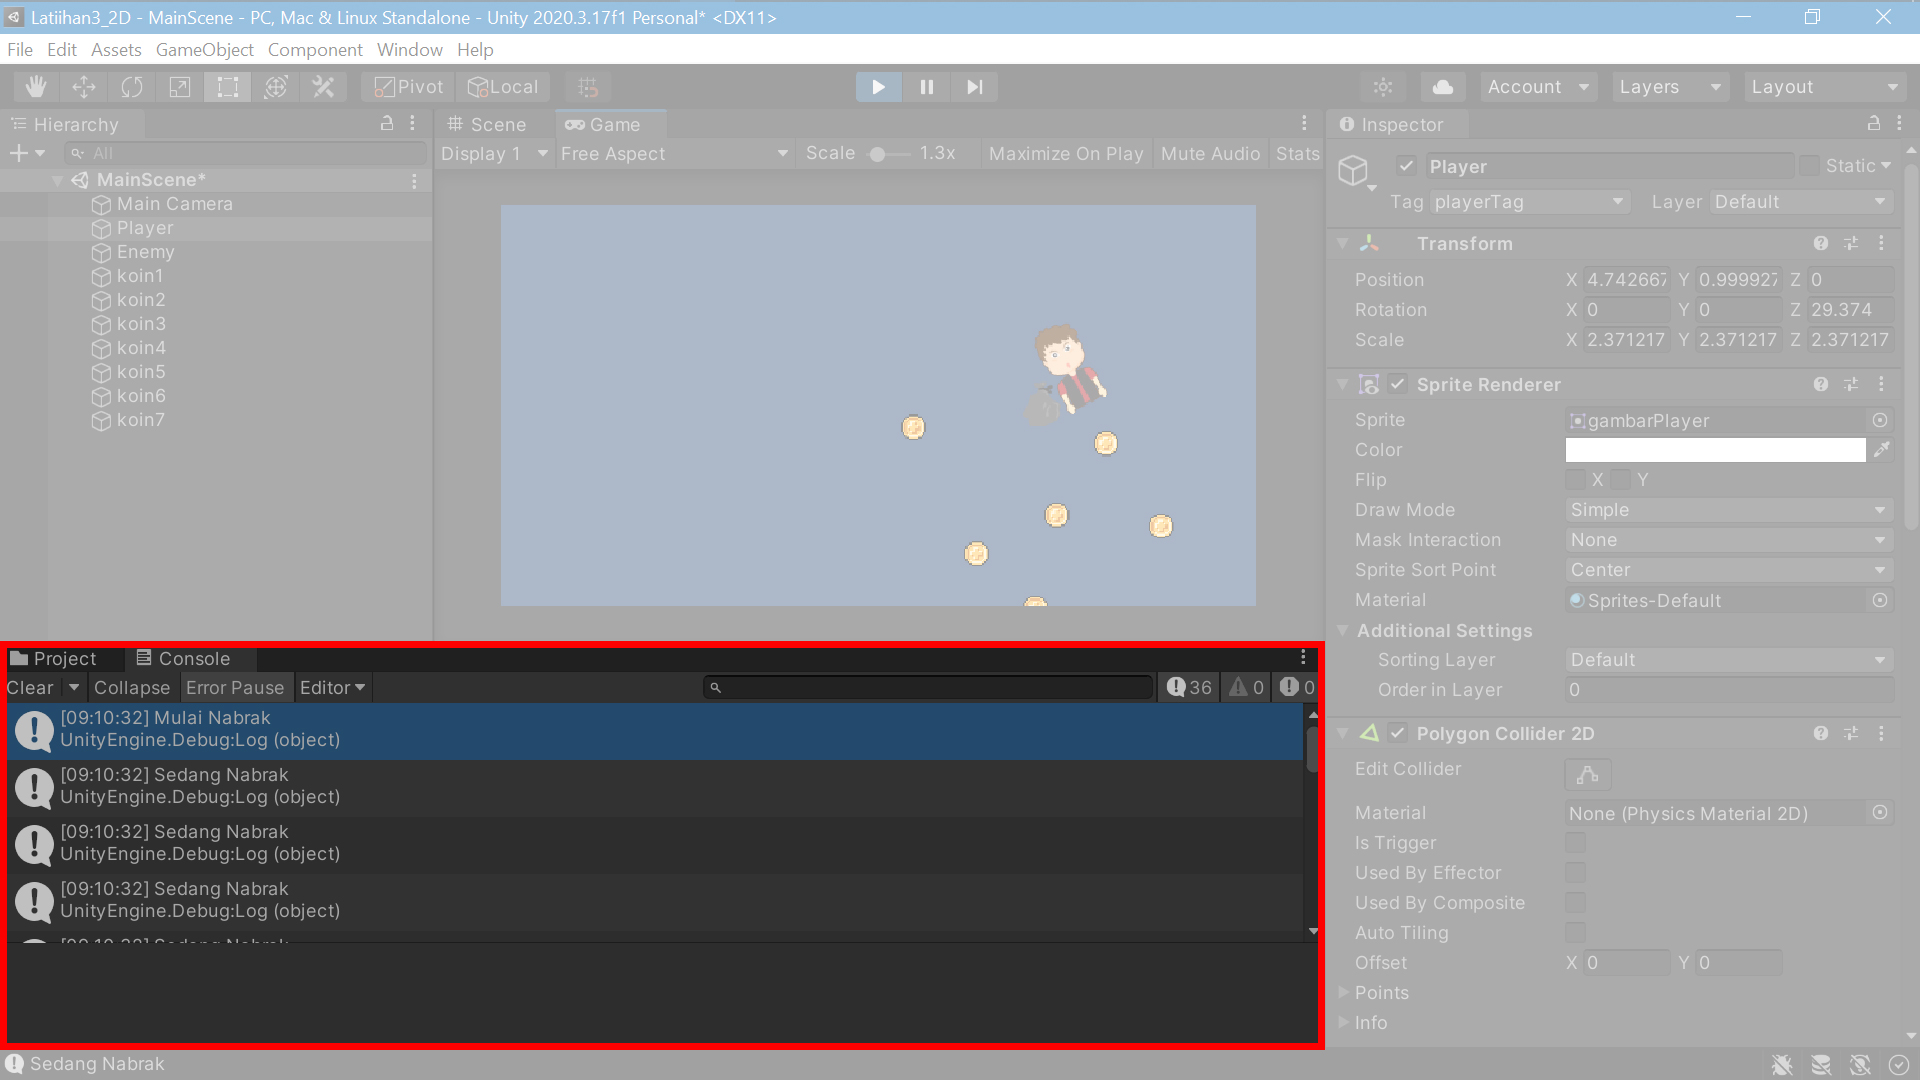 Latiihan3_2D - MainScene - PC, Mac & Linux Standalone - Unity 2020.3.17f1 Personal* <DX11>
File Edit Assets GameObject Component Window Help
Pivot Local Account Layers Layout
Hierarchy
All
MainScene*
Main Camera
Player
Enemy
koin1
koin2
koin3
koin4
koin5
koin6
koin7
Scene Game
Display 1 Free Aspect Scale 1.3x Maximize On Play Mute Audio Stats
Inspector
Player Static
Tag playerTag Layer Default
Transform
Position X 4.742667 Y 0.999927 Z 0
Rotation X 0 Y 0 Z 29.374
Scale X 2.371217 Y 2.371217 Z 2.371217
Sprite Renderer
Sprite gambarPlayer
Color
Flip X Y
Draw Mode Simple
Mask Interaction None
Sprite Sort Point Center
Material Sprites-Default
Additional Settings
Sorting Layer Default
Order in Layer 0
Polygon Collider 2D
Edit Collider
Material None (Physics Material 2D)
Is Trigger
Used By Effector
Used By Composite
Auto Tiling
Offset X 0 Y 0
Points
Info
Project Console
Clear Collapse Error Pause Editor 36 0 0
[09:10:32] Mulai Nabrak
UnityEngine.Debug:Log (object)
[09:10:32] Sedang Nabrak
UnityEngine.Debug:Log (object)
[09:10:32] Sedang Nabrak
UnityEngine.Debug:Log (object)
[09:10:32] Sedang Nabrak
UnityEngine.Debug:Log (object)
[09:10:32] Sedang Nabrak
Sedang Nabrak